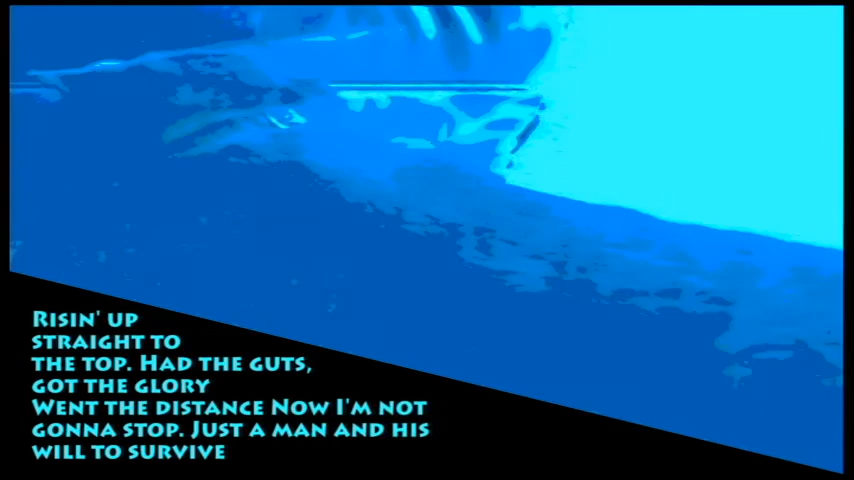 Risin' up
straight to
the top. Had the guts,
got the glory
Went the distance Now I'm not
gonna stop. Just a man and his
will to survive